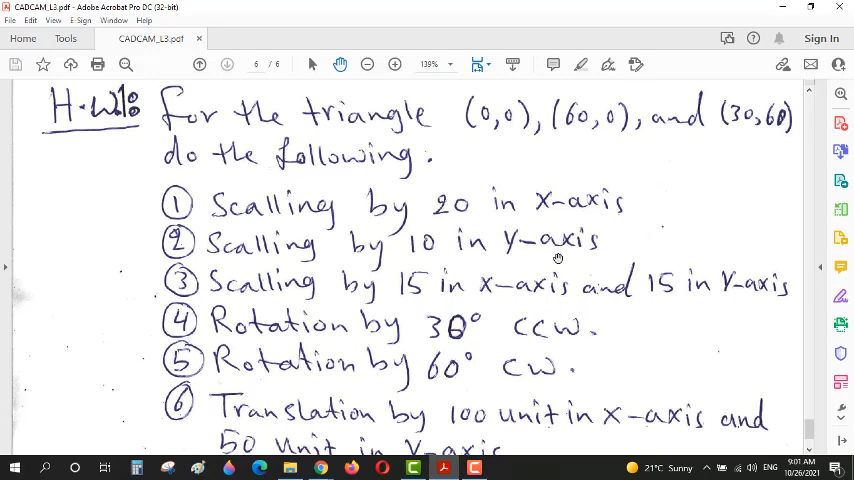 CADCAM_L3.pdf - Adobe Acrobat Pro DC (32-bit)
File Edit View E-Sign Window Help
Home Tools CADCAM_L3.pdf × Sign In
6 / 6 139%
H.W1: For the triangle (0,0), (60,0), and (30,60)
do the following:
① Scalling by 20 in X-axis
② Scalling by 10 in Y-axis
③ Scalling by 15 in X-axis and 15 in Y-axis
④ Rotation by 30° CCW.
⑤ Rotation by 60° CW.
⑥ Translation by 100 unit in X-axis and
50 Unit in Y-axis
21°C Sunny ENG 9:01 AM
10/26/2021